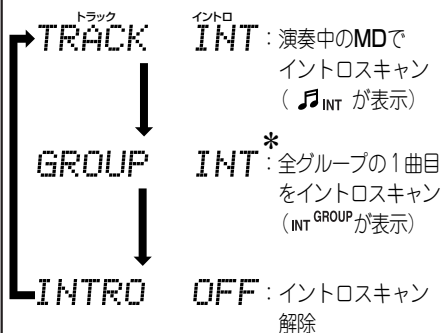 トラック イントロ
TRACK INT：演奏中のMDで
イントロスキャン
（ ♬INT が表示）
GROUP INT*：全グループの1曲目
をイントロスキャン
（INT GROUPが表示）
INTRO OFF：イントロスキャン
解除